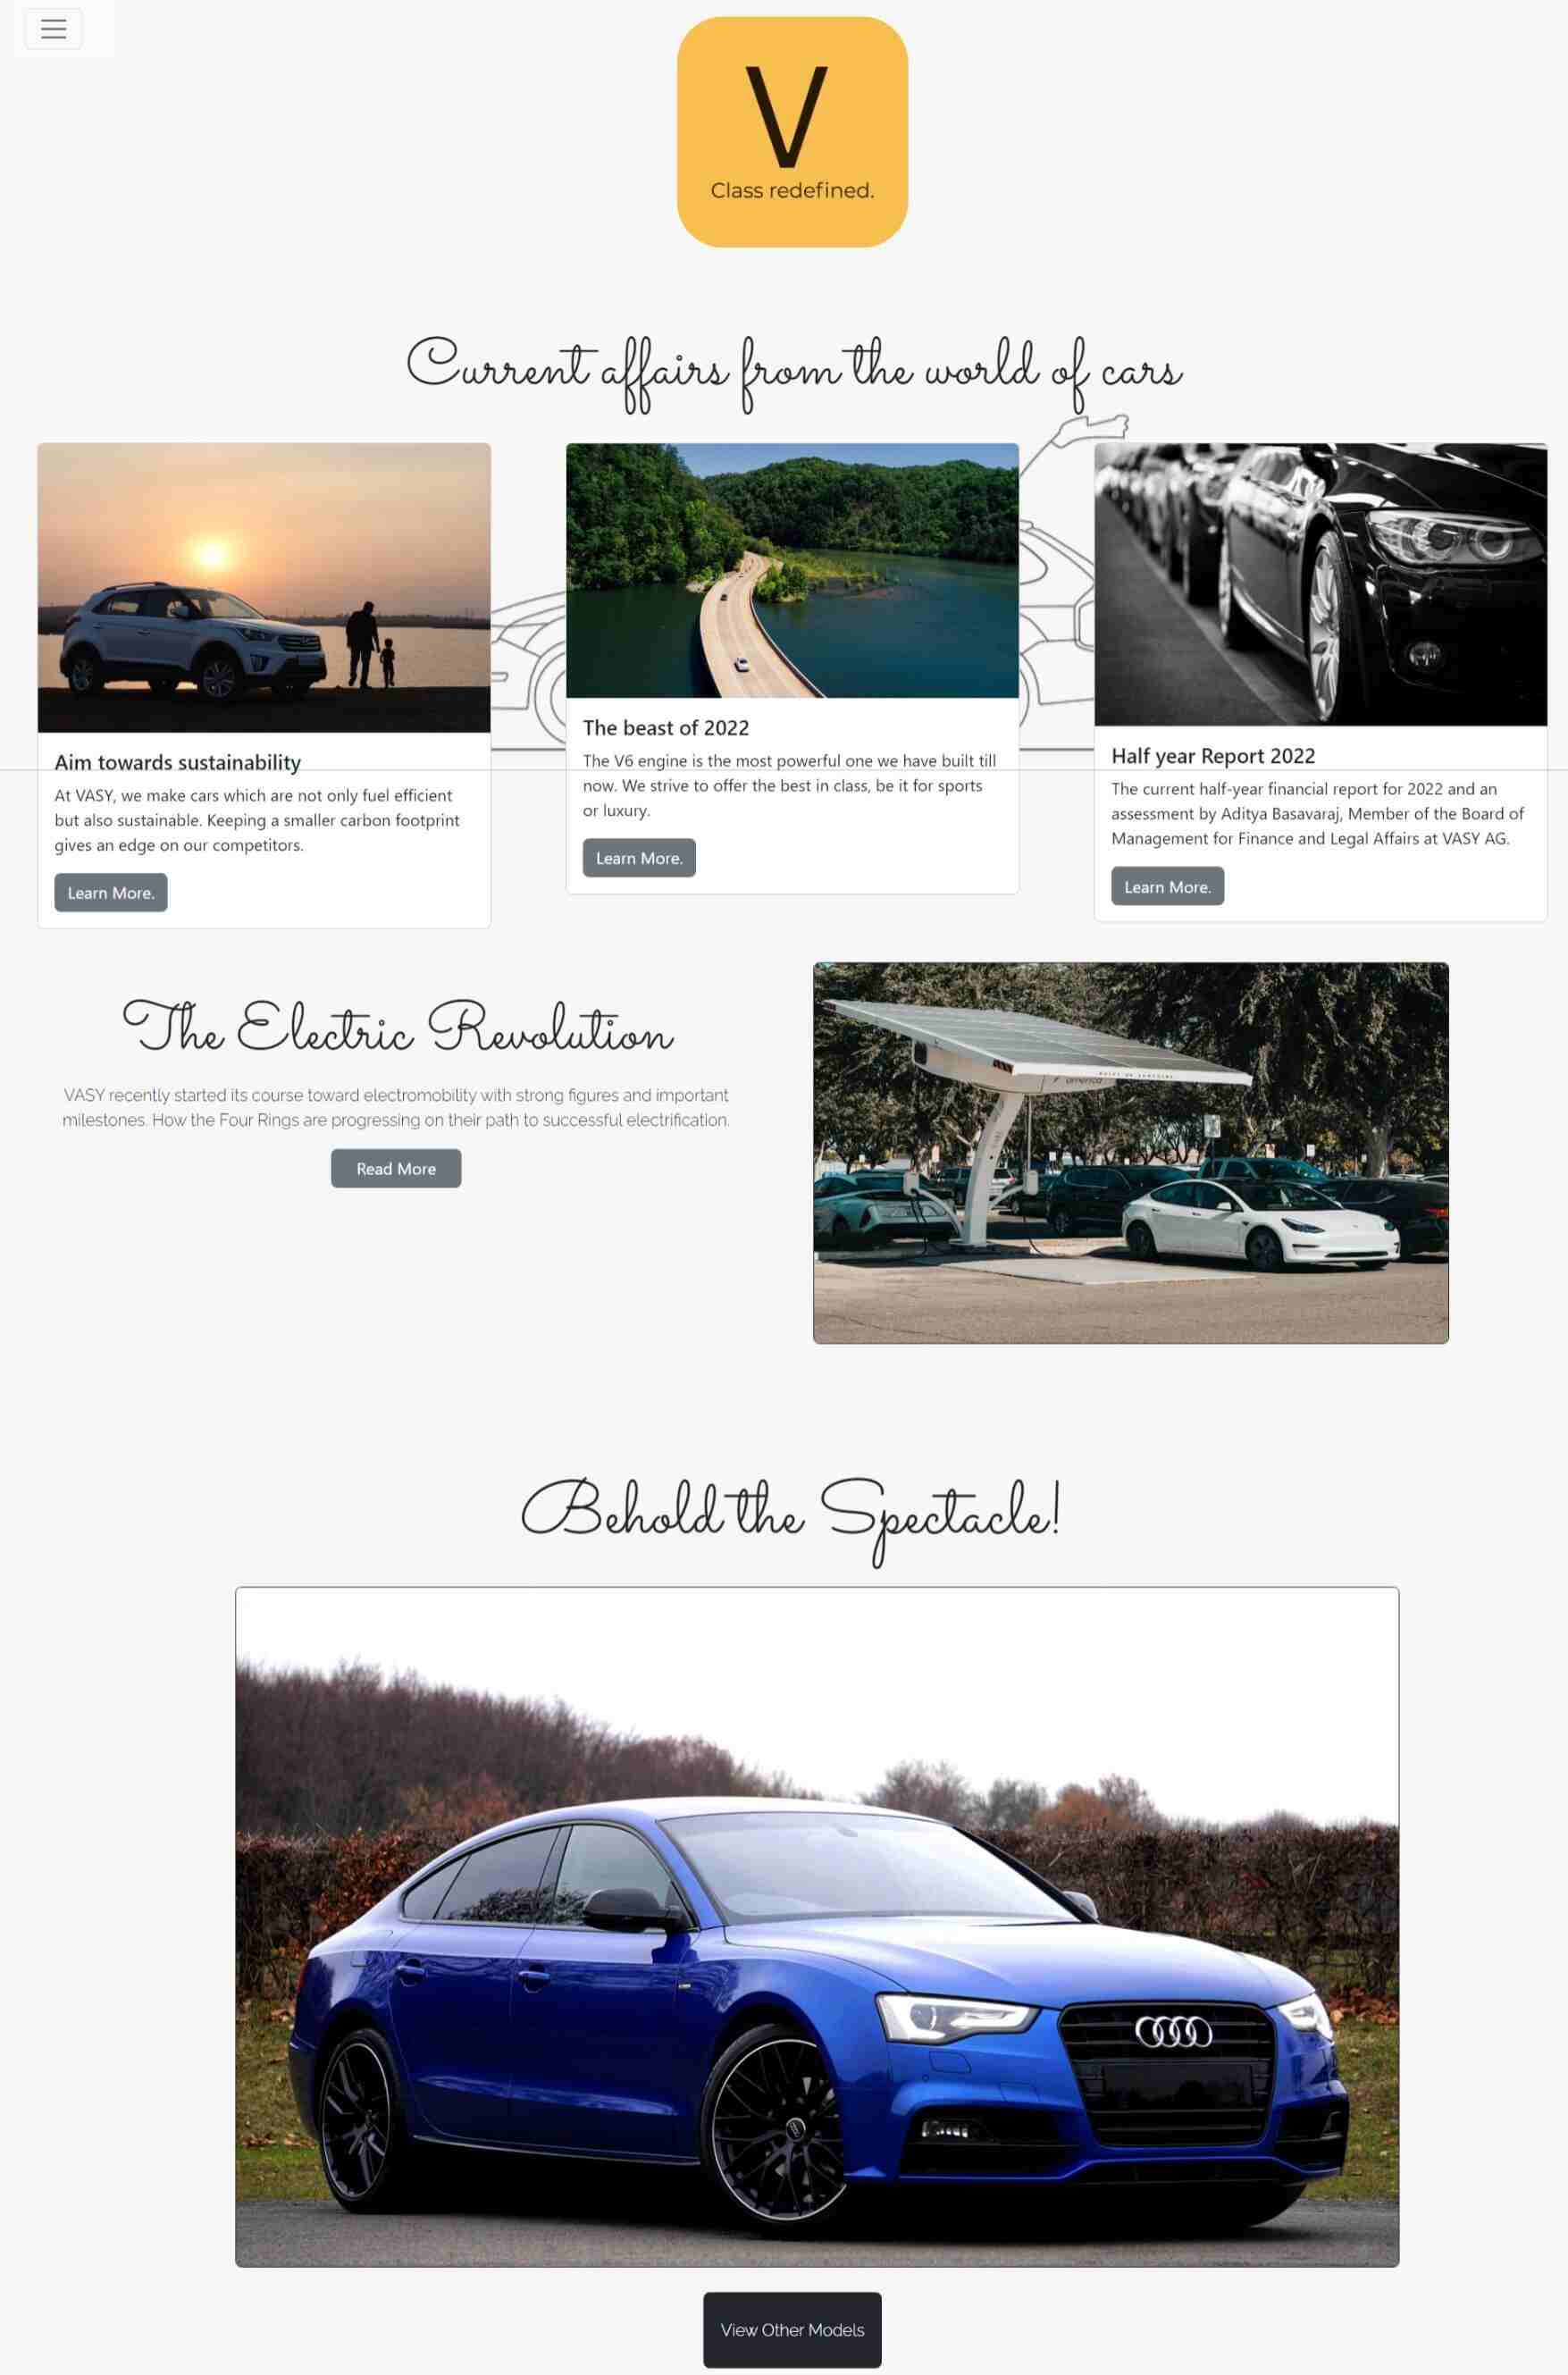 V
Class redefined.
Current affairs from the world of cars
Aim towards sustainability
At VASY, we make cars which are not only fuel efficient
but also sustainable. Keeping a smaller carbon footprint
gives an edge on our competitors.
Learn More.
The beast of 2022
The V6 engine is the most powerful one we have built till
now. We strive to offer the best in class, be it for sports
or luxury.
Learn More.
Half year Report 2022
The current half-year financial report for 2022 and an
assessment by Aditya Basavaraj, Member of the Board of
Management for Finance and Legal Affairs at VASY AG.
Learn More.
The Electric Revolution
VASY recently started its course toward electromobility with strong figures and important
milestones. How the Four Rings are progressing on their path to successful electrification.
Read More
america
Behold the Spectacle!
View Other Models